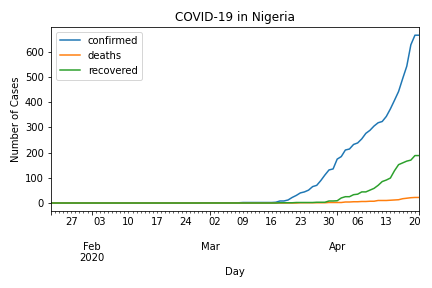 COVID-19 in Nigeria
confirmed
deaths
recovered
Number of Cases
600
500
400
300
200
100
0
27 03 10 17 24 02 09 16 23 30 06 13 20
Feb Mar Apr
2020
Day